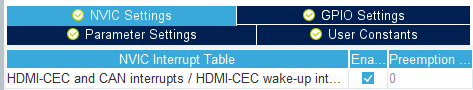 NVIC Settings GPIO Settings
Parameter Settings User Constants
NVIC Interrupt Table Ena... Preemption ...
HDMI-CEC and CAN interrupts / HDMI-CEC wake-up int... 0